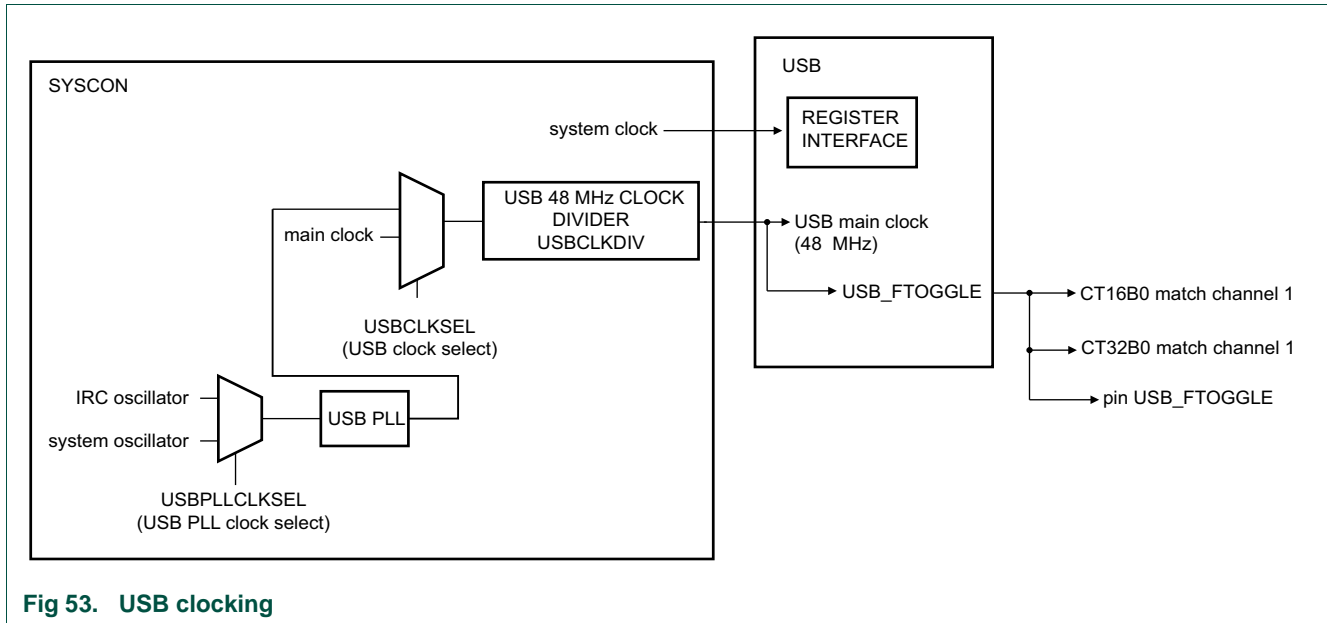 SYSCON
USB
REGISTER
INTERFACE
system clock
USB 48 MHz CLOCK
DIVIDER
USBCLKDIV
main clock
USB main clock
(48 MHz)
USB_FTOGGLE
CT16B0 match channel 1
USBCLKSEL
(USB clock select)
CT32B0 match channel 1
IRC oscillator
USB PLL
pin USB_FTOGGLE
system oscillator
USBPLLCLKSEL
(USB PLL clock select)
Fig 53. USB clocking